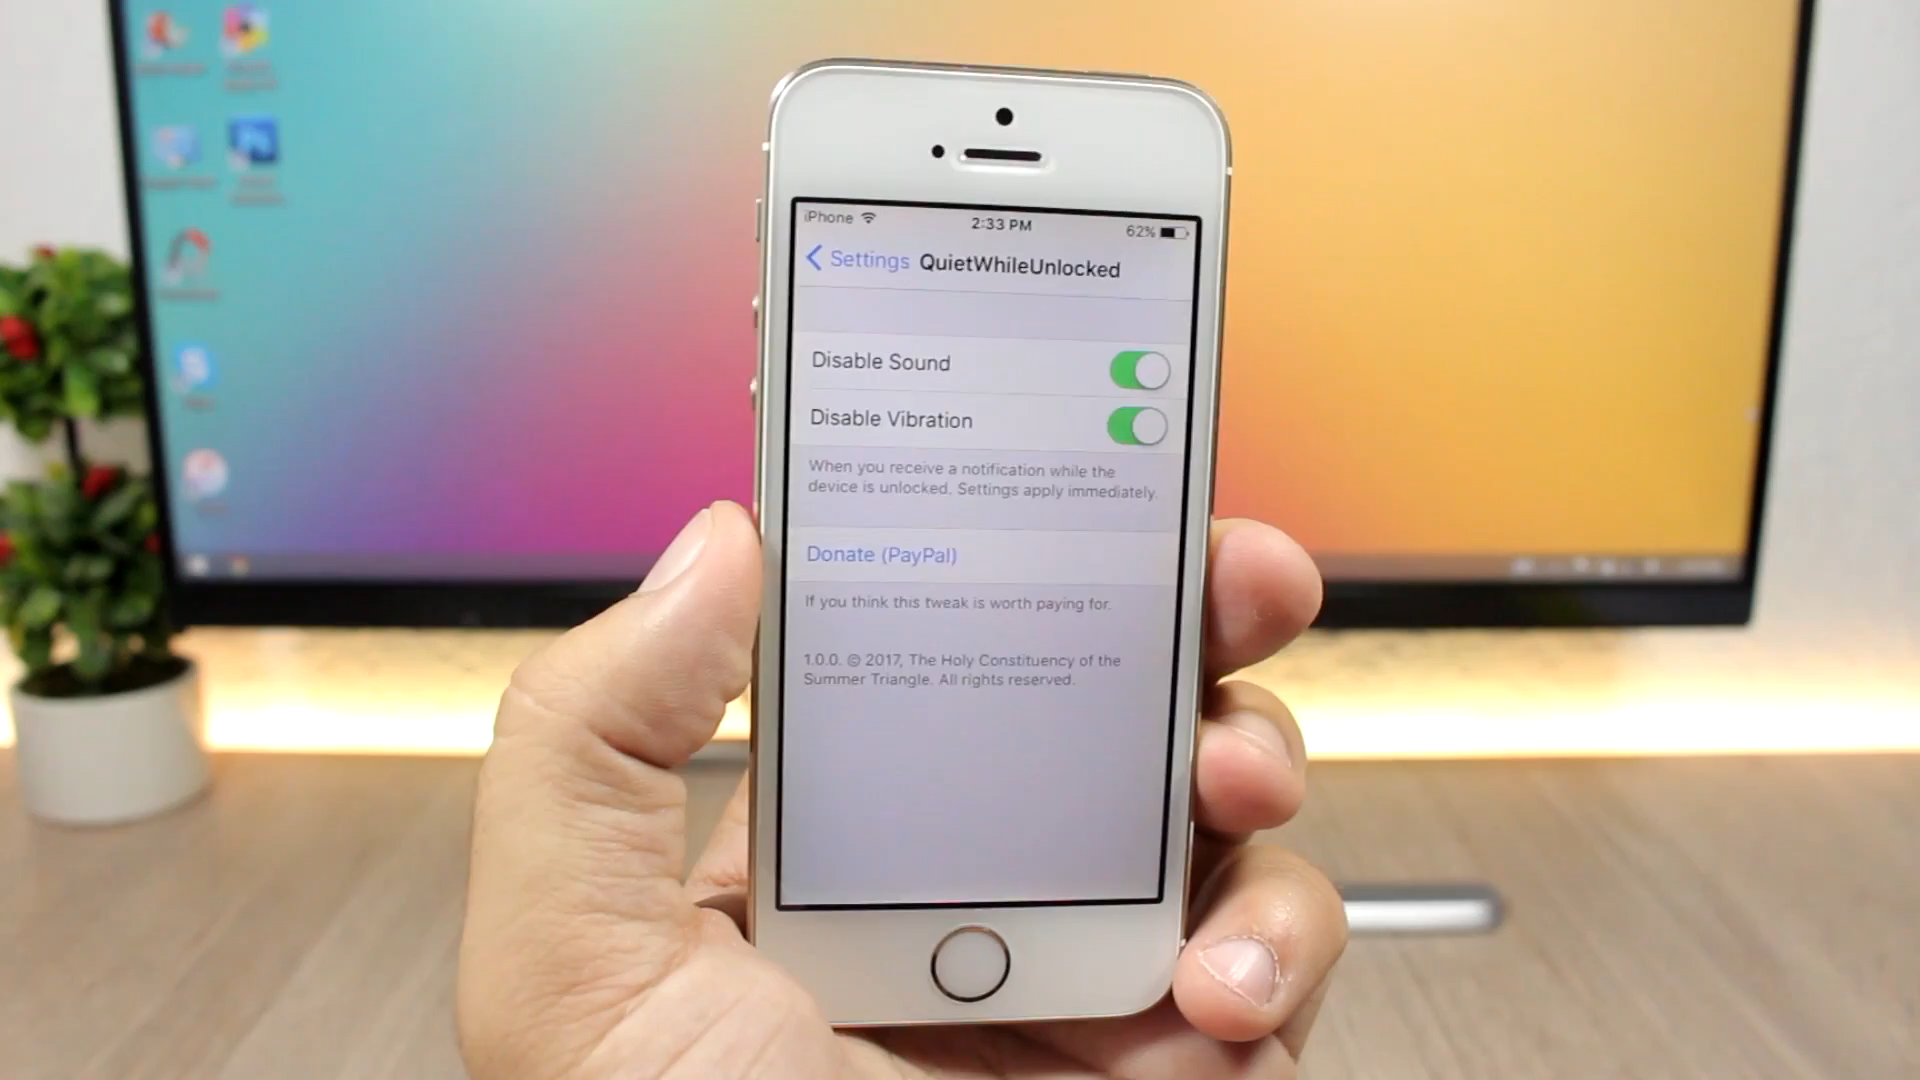 iPhone
2:33 PM
62%
Settings QuietWhileUnlocked
Disable Sound
Disable Vibration
When you receive a notification while the
device is unlocked. Settings apply immediately.
Donate (PayPal)
If you think this tweak is worth paying for.
1.0.0. © 2017, The Holy Constituency of the
Summer Triangle. All rights reserved.